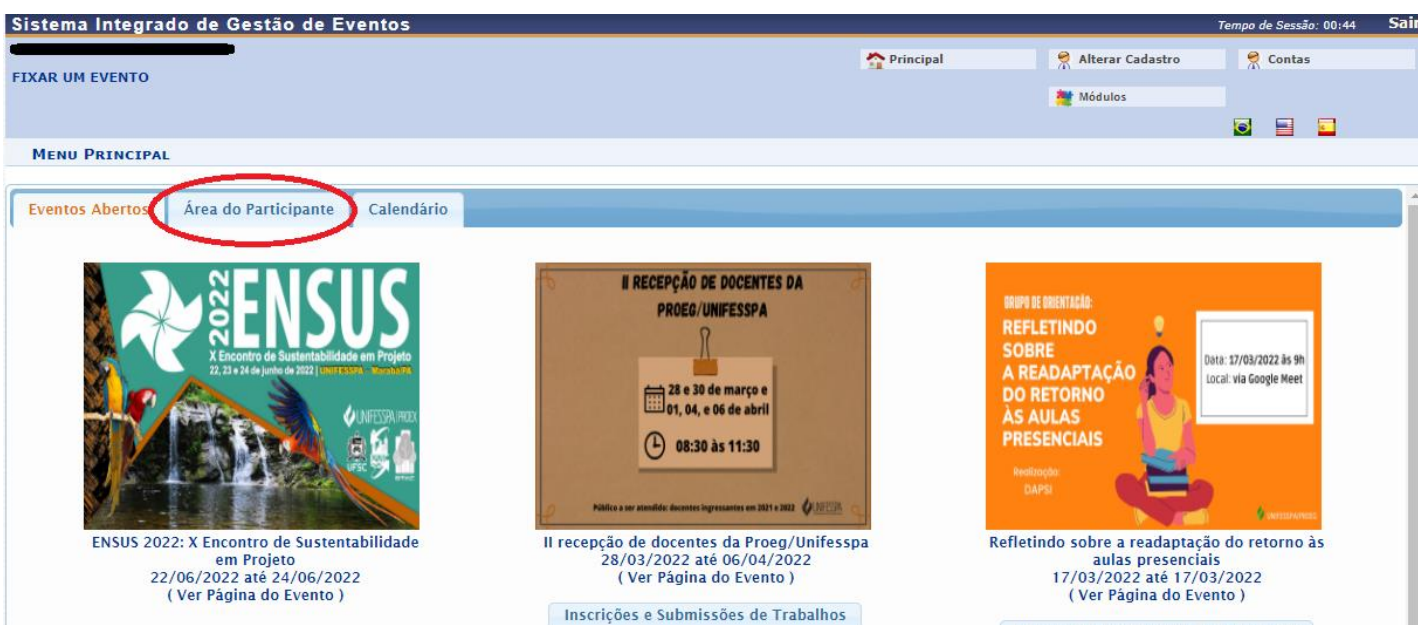 Sistema Integrado de Gestão de Eventos
Tempo de Sessão: 00:44
Sair
FIXAR UM EVENTO
Principal
Alterar Cadastro
Contas
Módulos
MENU PRINCIPAL
Eventos Abertos
Área do Participante
Calendário
2022
ENSUS
X Encontro de Sustentabilidade em Projeto
22, 23 e 24 de junho de 2022 | UNIFESSPA - Marabá/PA
UNIFESSPA/PROEX
UFSC
ENSUS 2022: X Encontro de Sustentabilidade
em Projeto
22/06/2022 até 24/06/2022
( Ver Página do Evento )
II RECEPÇÃO DE DOCENTES DA
PROEG/UNIFESSPA
28 e 30 de março e
01, 04, e 06 de abril
08:30 às 11:30
Público a ser atendido: docentes ingressantes em 2021 e 2022
UNIFESSPA
II recepção de docentes da Proeg/Unifesspa
28/03/2022 até 06/04/2022
( Ver Página do Evento )
Inscrições e Submissões de Trabalhos
GRUPO DE ORIENTAÇÃO:
REFLETINDO
SOBRE
A READAPTAÇÃO
DO RETORNO
ÀS AULAS
PRESENCIAIS
Realização:
DAPSI
Data: 17/03/2022 às 9h
Local: via Google Meet
UNIFESSPA/PROEG
Refletindo sobre a readaptação do retorno às
aulas presenciais
17/03/2022 até 17/03/2022
( Ver Página do Evento )